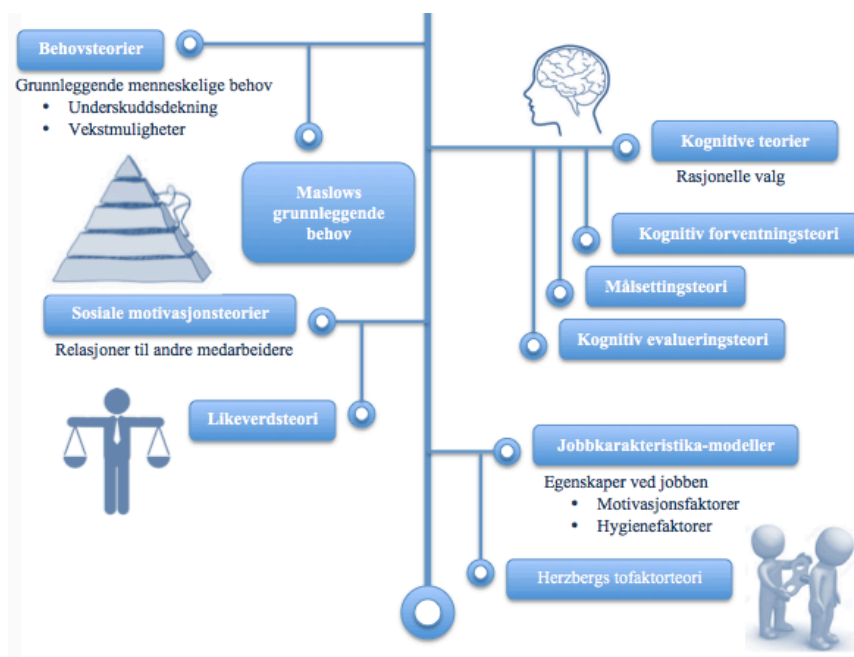 Behovsteorier
Grunnleggende menneskelige behov
• Underskuddsdekning
• Vekstmuligheter
Maslows
grunnleggende
behov
Kognitive teorier
Rasjonelle valg
Kognitiv forventningsteori
Målsettingsteori
Kognitiv evalueringsteori
Sosiale motivasjonsteorier
Relasjoner til andre medarbeidere
Likeverdsteori
Jobbkarakteristika-modeller
Egenskaper ved jobben
• Motivasjonsfaktorer
• Hygienefaktorer
Herzbergs tofaktorteori